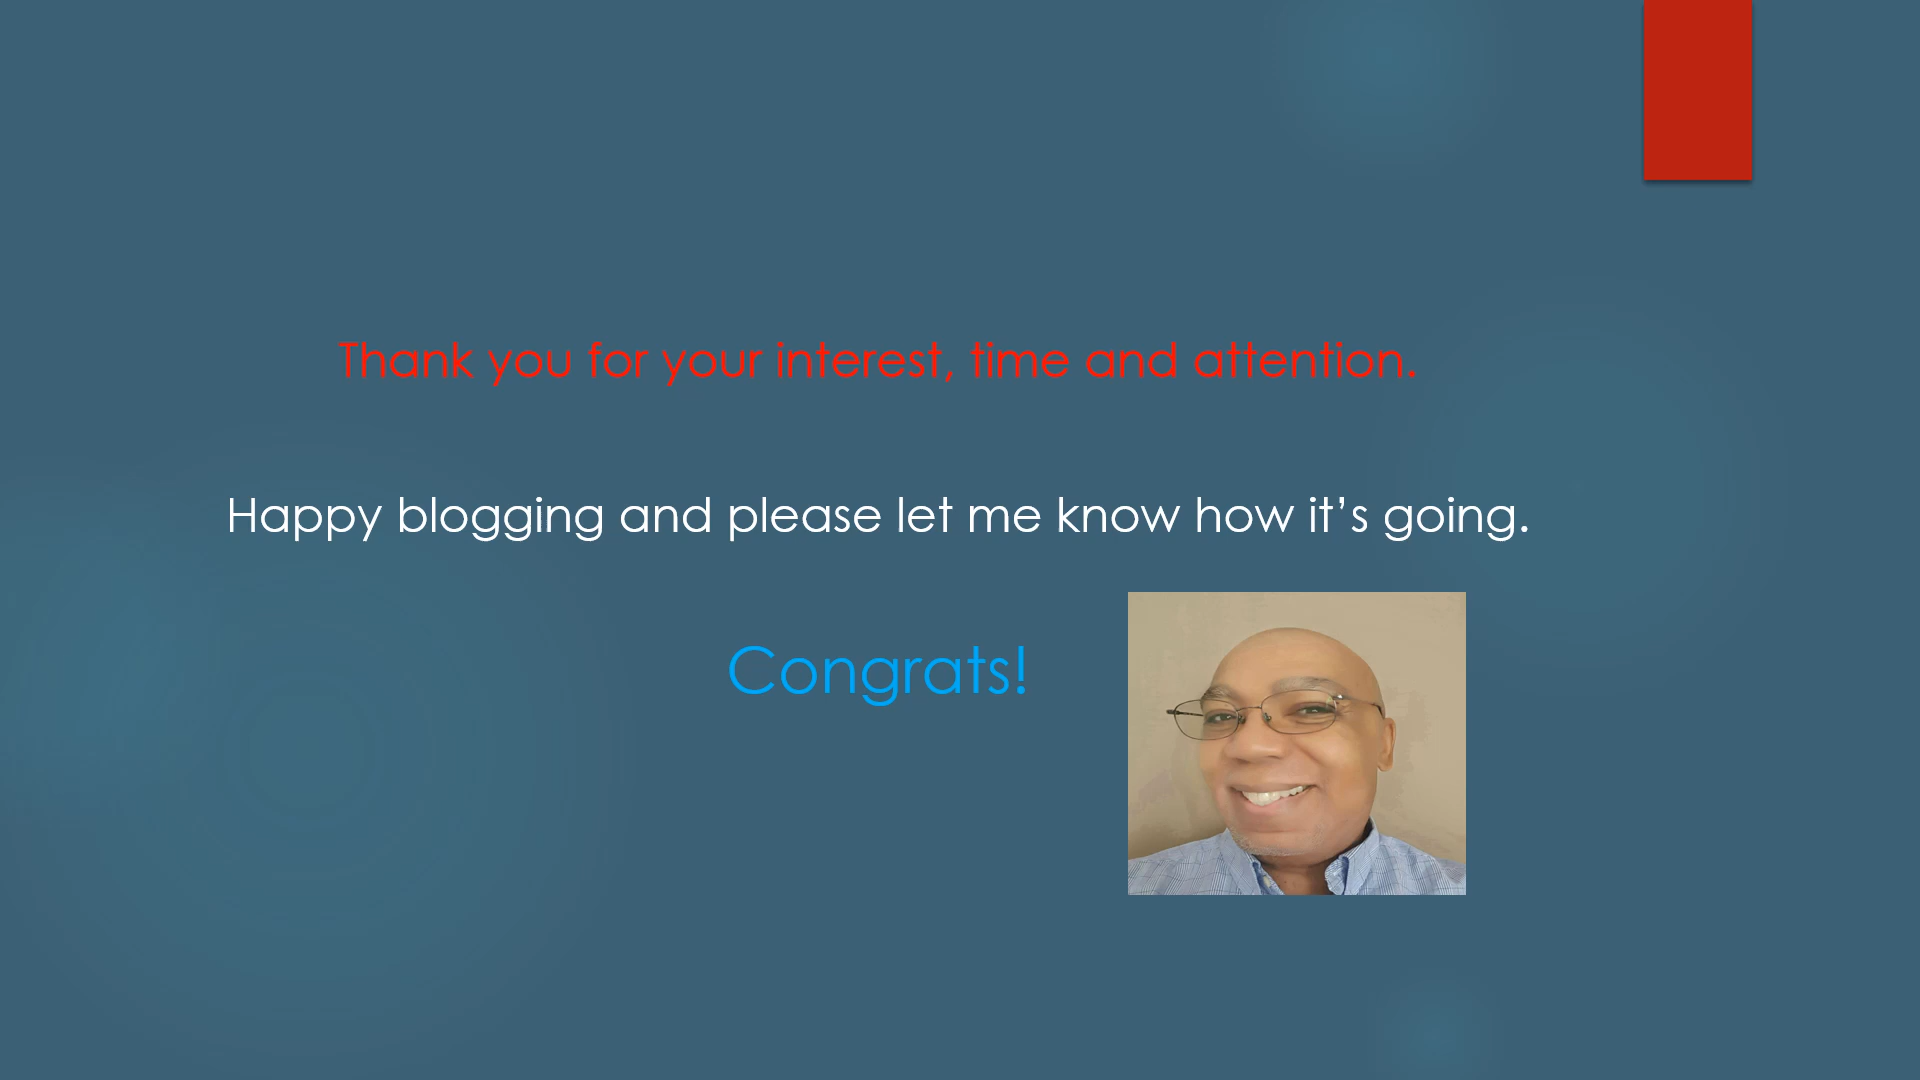 Thank you for your interest, time and attention.
Happy blogging and please let me know how it’s going.
Congrats!